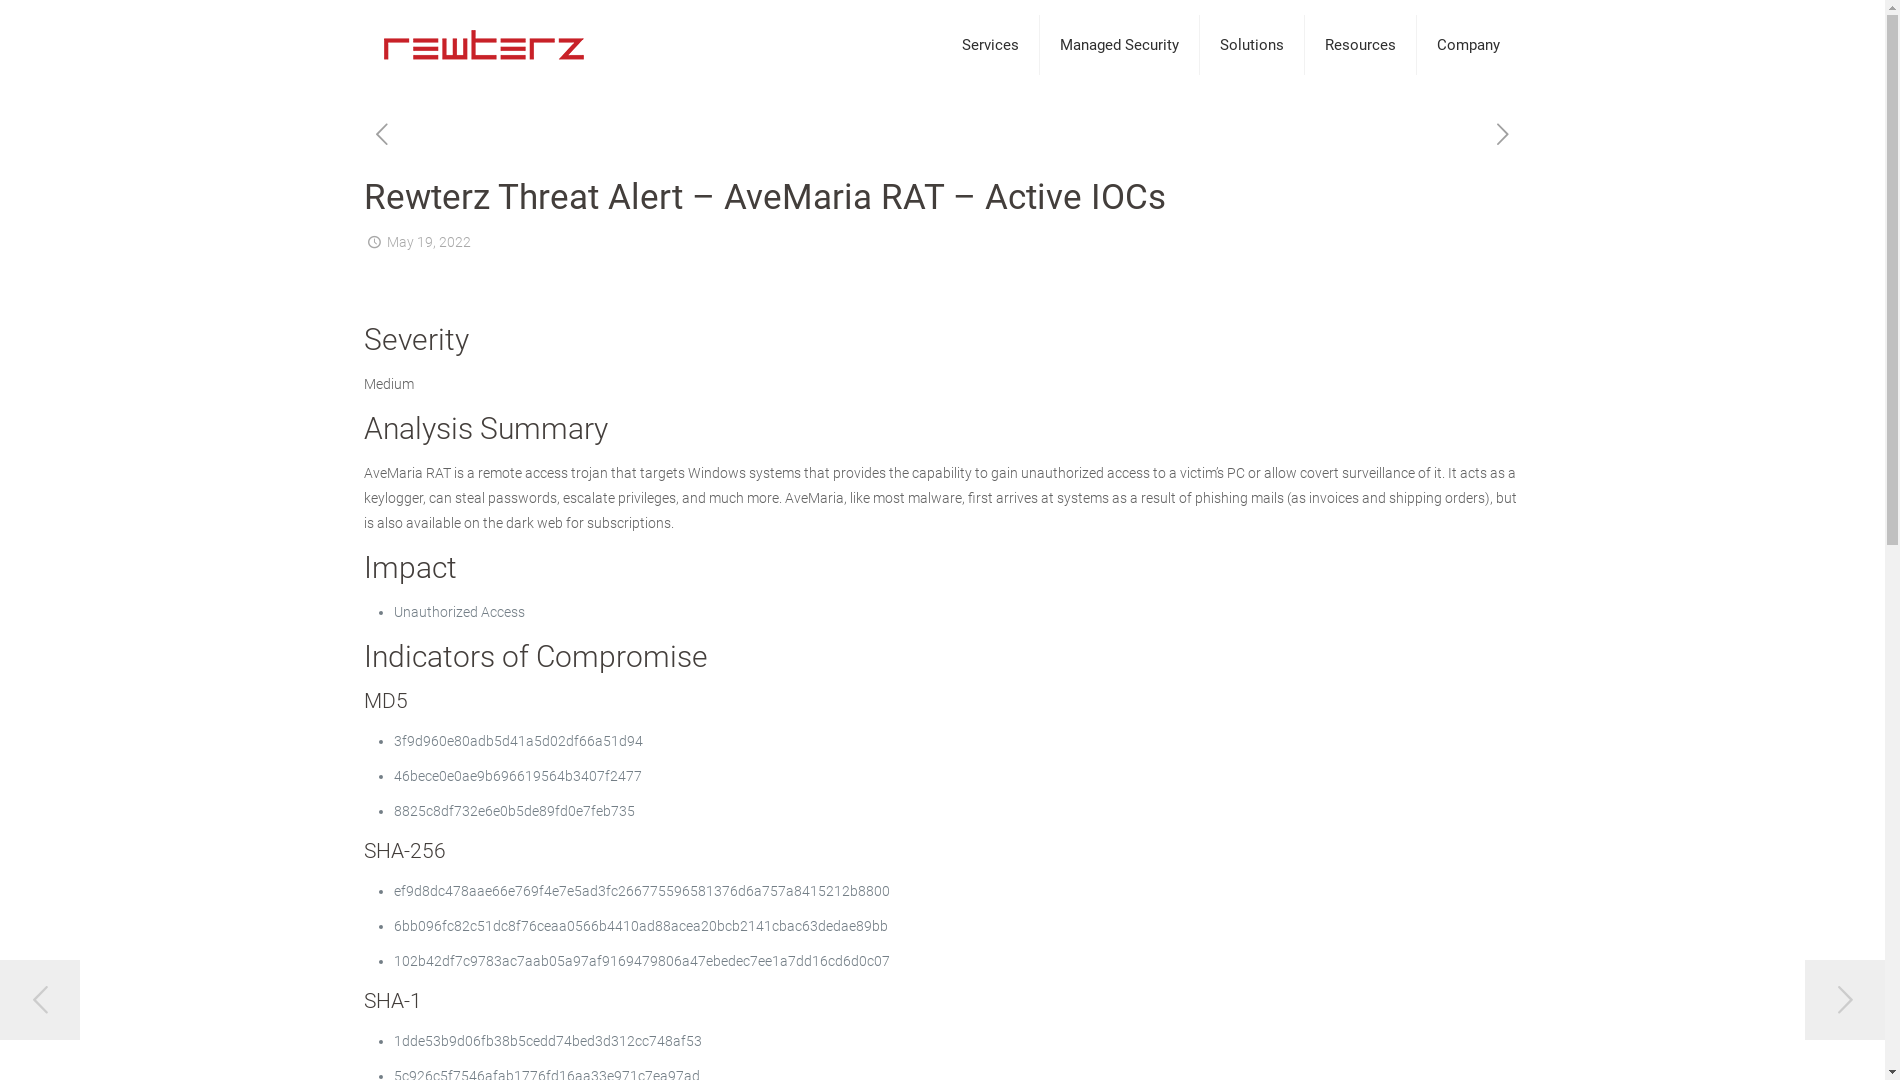 rewterz
Services
Managed Security
Solutions
Resources
Company
Rewterz Threat Alert – AveMaria RAT – Active IOCs
May 19, 2022
Severity
Medium
Analysis Summary
AveMaria RAT is a remote access trojan that targets Windows systems that provides the capability to gain unauthorized access to a victim’s PC or allow covert surveillance of it. It acts as a
keylogger, can steal passwords, escalate privileges, and much more. AveMaria, like most malware, first arrives at systems as a result of phishing mails (as invoices and shipping orders), but
is also available on the dark web for subscriptions.
Impact
• Unauthorized Access
Indicators of Compromise
MD5
• 3f9d960e80adb5d41a5d02df66a51d94
• 46bece0e0ae9b696619564b3407f2477
• 8825c8df732e6e0b5de89fd0e7feb735
SHA-256
• ef9d8dc478aae66e769f4e7e5ad3fc266775596581376d6a757a8415212b8800
• 6bb096fc82c51dc8f76ceaa0566b4410ad88acea20bcb2141cbac63dedae89bb
• 102b42df7c9783ac7aab05a97af9169479806a47ebedec7ee1a7dd16cd6d0c07
SHA-1
• 1dde53b9d06fb38b5cedd74bed3d312cc748af53
• 5c926c5f7546afab1776fd16aa33e971c7ea97ad